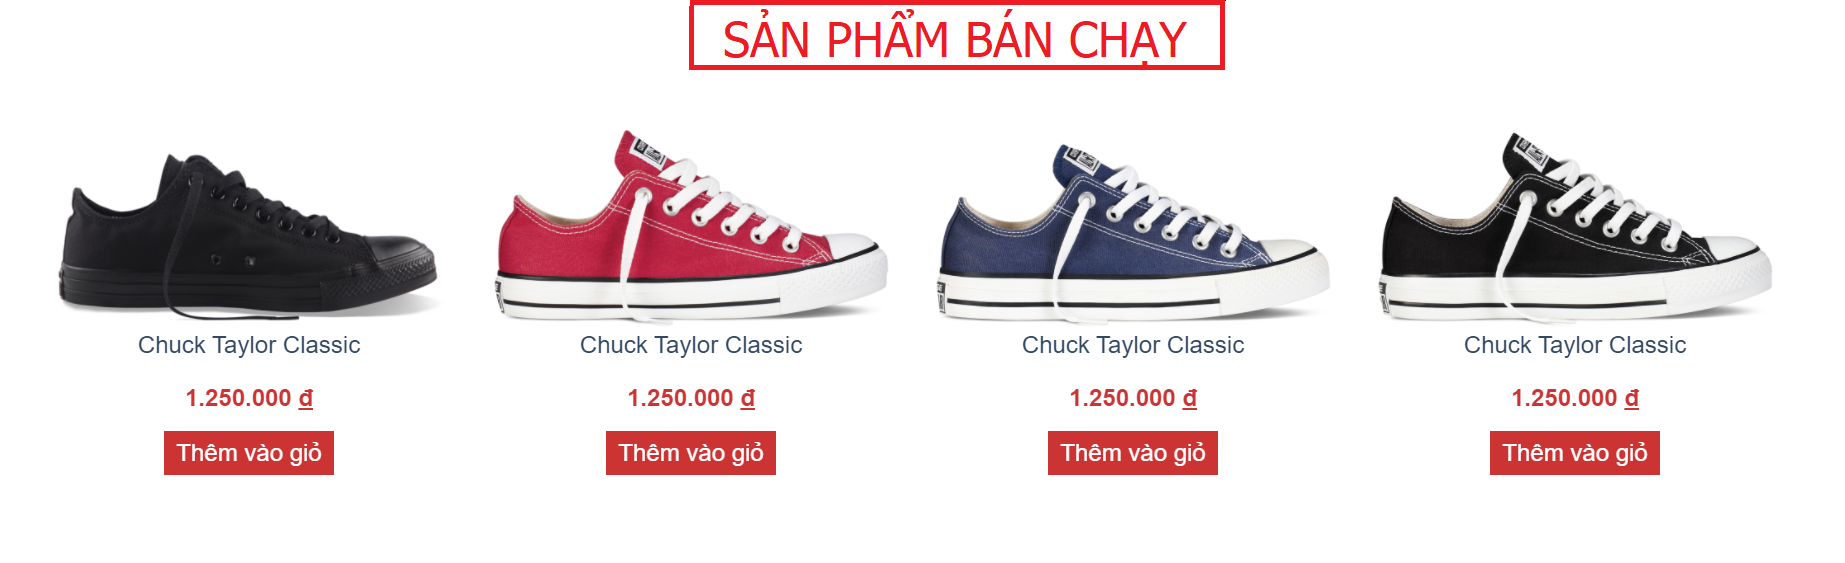 SẢN PHẨM BÁN CHẠY
Chuck Taylor Classic
Chuck Taylor Classic
Chuck Taylor Classic
Chuck Taylor Classic
1.250.000 đ
1.250.000 đ
1.250.000 đ
1.250.000 đ
Thêm vào giỏ
Thêm vào giỏ
Thêm vào giỏ
Thêm vào giỏ